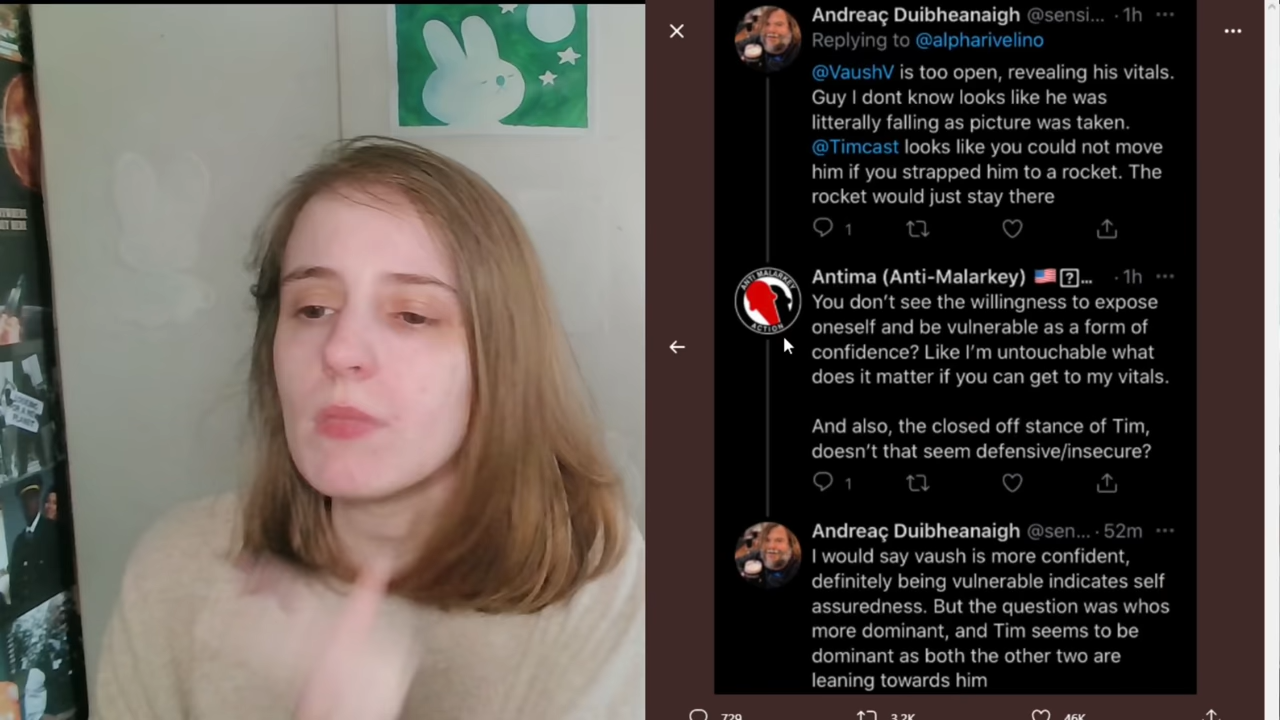 Andreaç Duibheanaigh @sensi... · 1h ...
Replying to @alpharivelino
@VaushV is too open, revealing his vitals.
Guy I dont know looks like he was
litterally falling as picture was taken.
@Timcast looks like you could not move
him if you strapped him to a rocket. The
rocket would just stay there
1
ANTI MALARKEY
ACTION
Antima (Anti-Malarkey) 🇺🇸... · 1h ...
You don’t see the willingness to expose
oneself and be vulnerable as a form of
confidence? Like I’m untouchable what
does it matter if you can get to my vitals.
And also, the closed off stance of Tim,
doesn’t that seem defensive/insecure?
1
Andreaç Duibheanaigh @sen... · 52m ...
I would say vaush is more confident,
definitely being vulnerable indicates self
assuredness. But the question was whos
more dominant, and Tim seems to be
dominant as both the other two are
leaning towards him
729 3.2K 46K